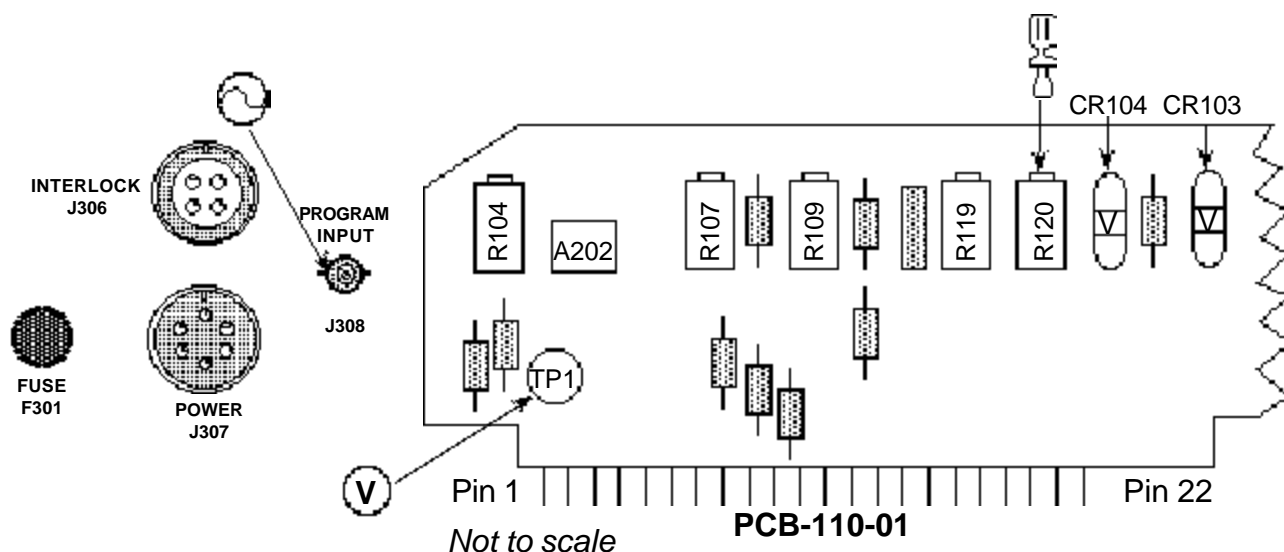 CR104
CR103
INTERLOCK
J306
PROGRAM
INPUT
J308
R104
A202
R107
R109
R119
R120
V
V
FUSE
F301
POWER
J307
TP1
V
Pin 1
Pin 22
PCB-110-01
Not to scale